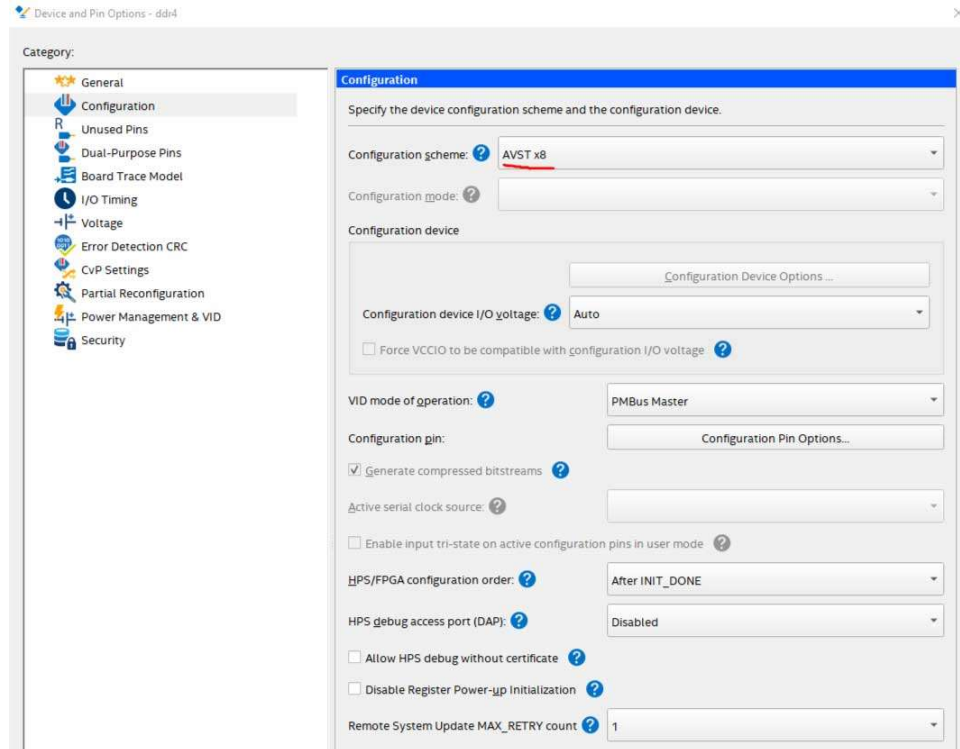 Device and Pin Options - ddr4
Category:
General
Configuration
Unused Pins
Dual-Purpose Pins
Board Trace Model
I/O Timing
Voltage
Error Detection CRC
CvP Settings
Partial Reconfiguration
Power Management & VID
Security
Configuration
Specify the device configuration scheme and the configuration device.
Configuration scheme: ? AVST x8
Configuration mode: ?
Configuration device
Configuration Device Options ...
Configuration device I/O voltage: ? Auto
Force VCCIO to be compatible with configuration I/O voltage ?
VID mode of operation: ? PMBus Master
Configuration pin: Configuration Pin Options...
Generate compressed bitstreams ?
Active serial clock source: ?
Enable input tri-state on active configuration pins in user mode ?
HPS/FPGA configuration order: ? After INIT_DONE
HPS debug access port (DAP): ? Disabled
Allow HPS debug without certificate ?
Disable Register Power-up Initialization ?
Remote System Update MAX_RETRY count ? 1